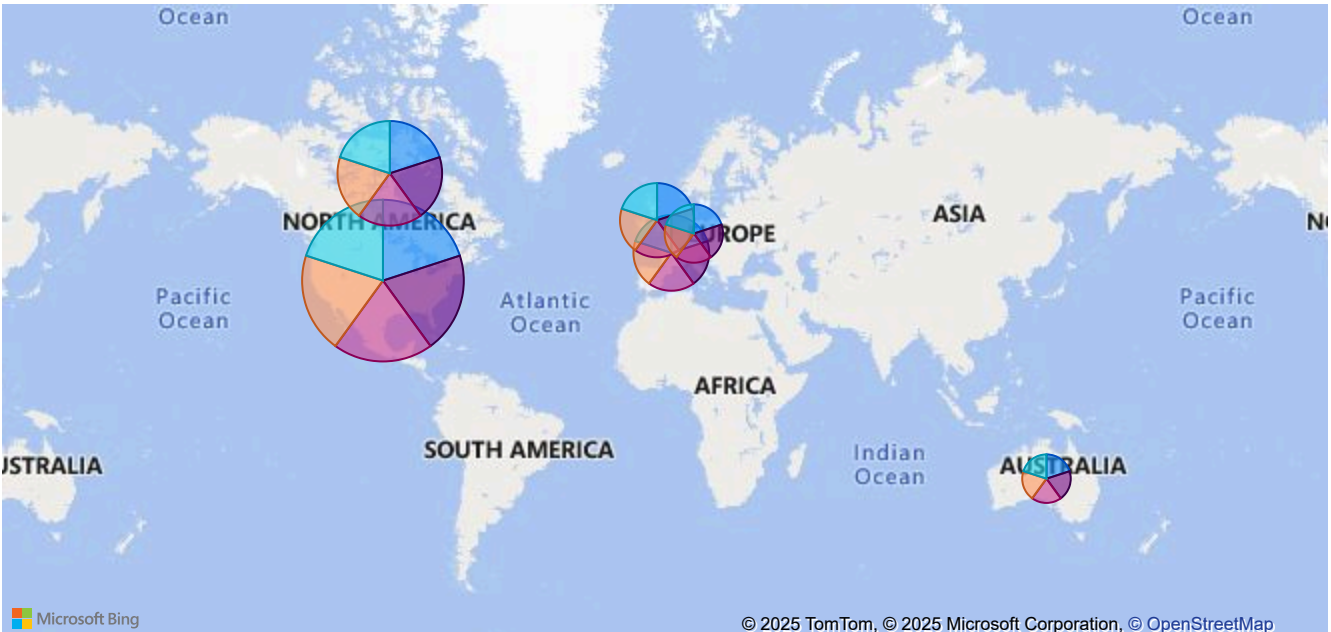 Ocean
Ocean
NORTH AMERICA
ASIA
EUROPE
Pacific
Ocean
Atlantic
Ocean
Pacific
Ocean
AFRICA
SOUTH AMERICA
Indian
Ocean
USTRALIA
AUSTRALIA
Microsoft Bing
© 2025 TomTom, © 2025 Microsoft Corporation, © OpenStreetMap